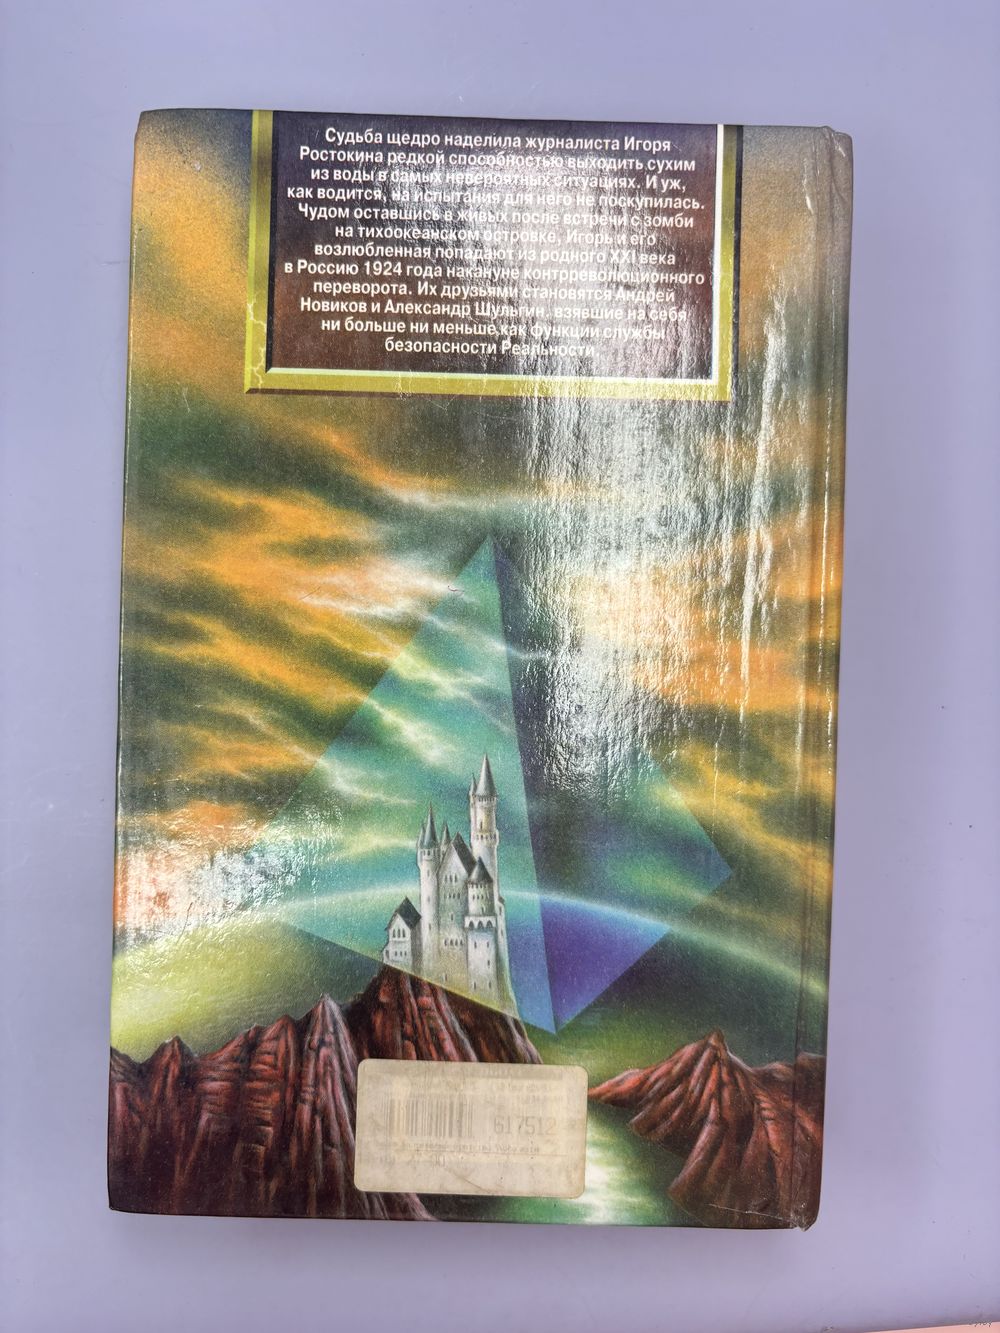 Судьба щедро наделила журналиста Игоря
Ростокина редкой способностью выходить сухим
из воды в самых невероятных ситуациях. И уж,
как водится, на испытания для него не поскупилась.
Чудом оставшись в живых после встречи с зомби
на тихоокеанском островке, Игорь и его
возлюбленная попадают из родного XXI века
в Россию 1924 года накануне контрреволюционного
переворота. Их друзьями становятся Андрей
Новиков и Александр Шульгин, взявшие на себя
ни больше ни меньше, как функции службы
безопасности Реальности.
617512